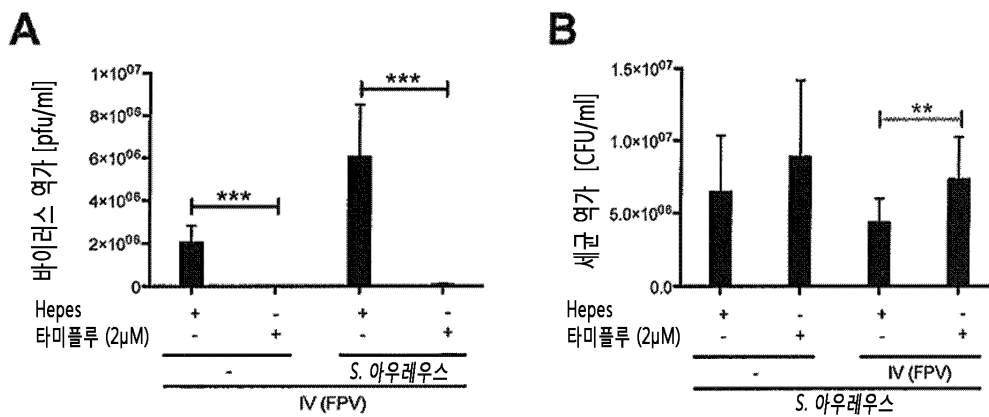 A
바이러스 역가 [pfu/ml]
1×10⁰⁷
8×10⁰⁶
6×10⁰⁶
4×10⁰⁶
2×10⁰⁶
0
***
***
Hepes + - + -
타미플루 (2μM) - + - +
- S. 아우레우스
IV (FPV)
B
세균 역가 [CFU/ml]
1.5×10⁰⁷
1.0×10⁰⁷
5.0×10⁰⁶
0.0
**
Hepes + - + -
타미플루 (2μM) - + - +
- IV (FPV)
S. 아우레우스